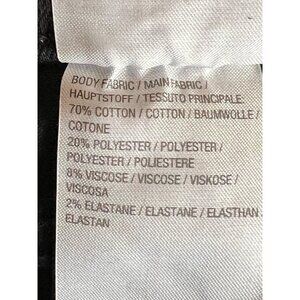 BODY FABRIC / MAIN FABRIC /
HAUPTSTOFF / TESSUTO PRINCIPALE:
70% COTTON / COTTON / BAUMWOLLE /
COTONE
20% POLYESTER / POLYESTER /
POLYESTER / POLIESTERE
8% VISCOSE / VISCOSE / VISKOSE /
VISCOSA
2% ELASTANE / ELASTANE / ELASTHAN /
ELASTAN